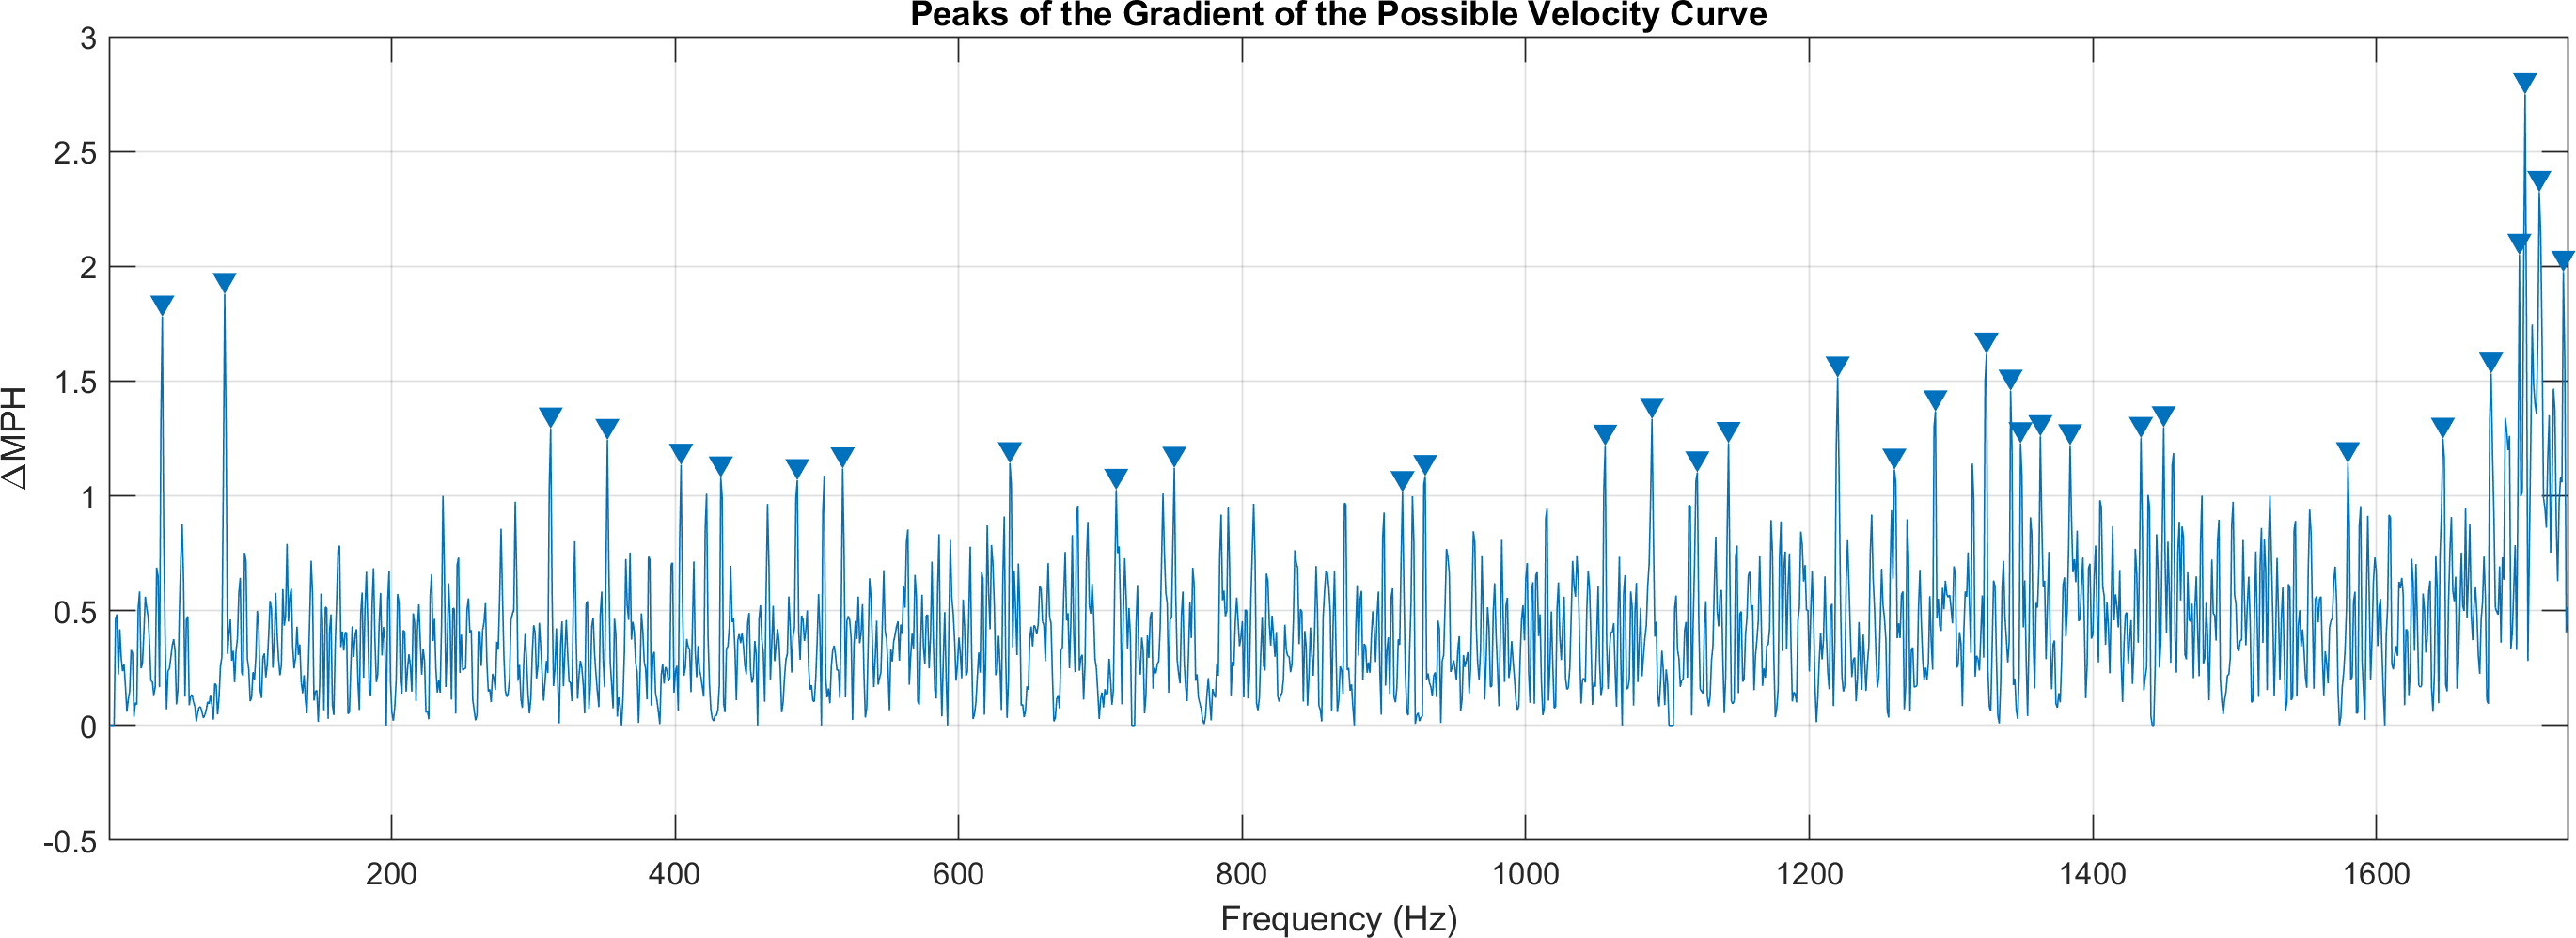 Peaks of the Gradient of the Possible Velocity Curve
3
2.5
2
1.5
1
0.5
0
-0.5
ΔMPH
200 400 600 800 1000 1200 1400 1600
Frequency (Hz)